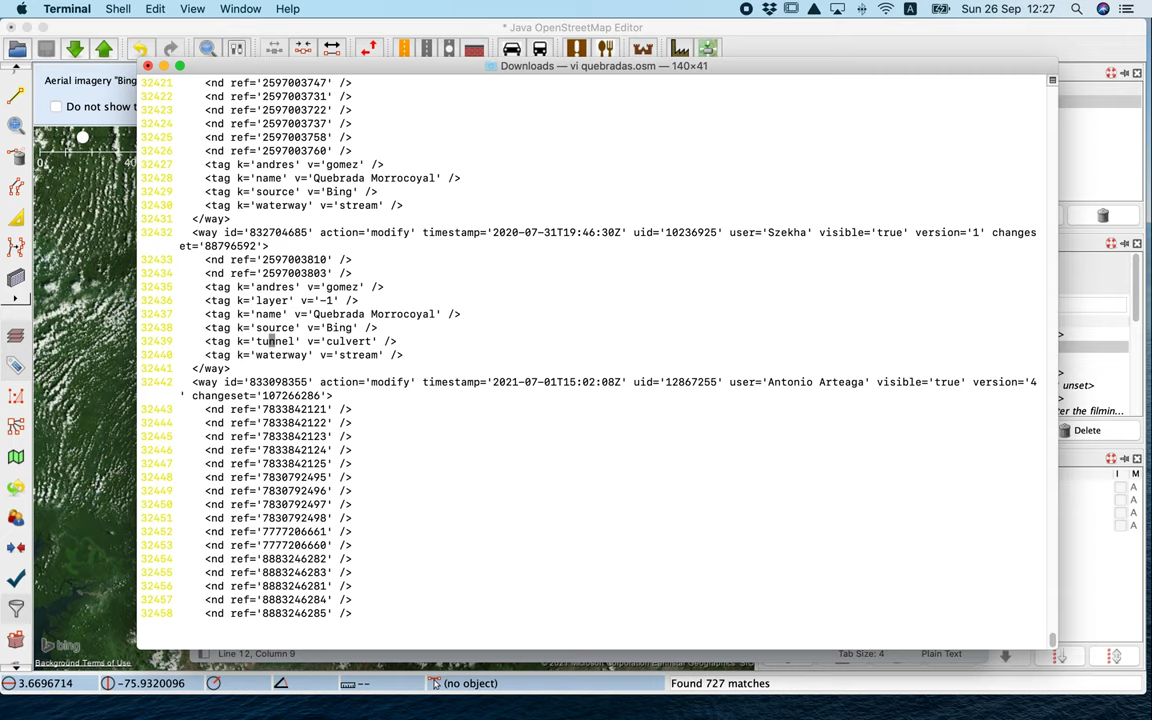 Terminal Shell Edit View Window Help Sun 26 Sep 12:27
* Java OpenStreetMap Editor
Downloads — vi quebradas.osm — 140×41
Aerial imagery "Bing
Do not show t
0 40
32421 <nd ref='2597003747' />
32422 <nd ref='2597003731' />
32423 <nd ref='2597003722' />
32424 <nd ref='2597003737' />
32425 <nd ref='2597003758' />
32426 <nd ref='2597003760' />
32427 <tag k='andres' v='gomez' />
32428 <tag k='name' v='Quebrada Morrocoyal' />
32429 <tag k='source' v='Bing' />
32430 <tag k='waterway' v='stream' />
32431 </way>
32432 <way id='832704685' action='modify' timestamp='2020-07-31T19:46:30Z' uid='10236925' user='Szekha' visible='true' version='1' changes
et='88796592'>
32433 <nd ref='2597003810' />
32434 <nd ref='2597003803' />
32435 <tag k='andres' v='gomez' />
32436 <tag k='layer' v='-1' />
32437 <tag k='name' v='Quebrada Morrocoyal' />
32438 <tag k='source' v='Bing' />
32439 <tag k='tunnel' v='culvert' />
32440 <tag k='waterway' v='stream' />
32441 </way>
32442 <way id='833098355' action='modify' timestamp='2021-07-01T15:02:08Z' uid='12867255' user='Antonio Arteaga' visible='true' version='4
' changeset='107266286'>
32443 <nd ref='7833842121' />
32444 <nd ref='7833842122' />
32445 <nd ref='7833842123' />
32446 <nd ref='7833842124' />
32447 <nd ref='7833842125' />
32448 <nd ref='7830792495' />
32449 <nd ref='7830792496' />
32450 <nd ref='7830792497' />
32451 <nd ref='7830792498' />
32452 <nd ref='7777206661' />
32453 <nd ref='7777206660' />
32454 <nd ref='8883246282' />
32455 <nd ref='8883246283' />
32456 <nd ref='8883246281' />
32457 <nd ref='8883246284' />
32458 <nd ref='8883246285' />
>
unset>
>
ter the filmin...
Delete
I M
A
A
A
A
bing
Background Terms of Use
Line 12, Column 9 Tab Size: 4 Plain Text
3.6696714 -75.9320096 -- (no object) Found 727 matches